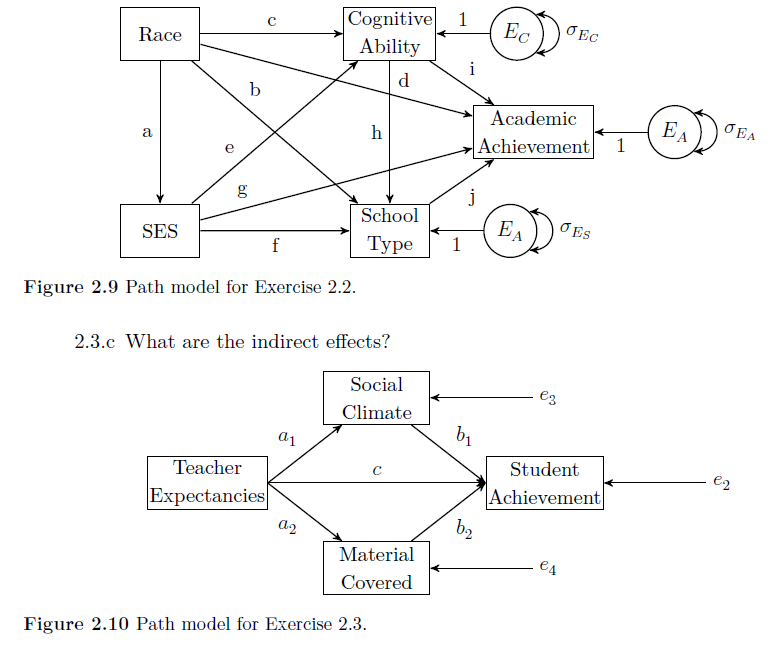 c
Race
Cognitive
Ability
1
E_C
σ_{E_C}
b
d
i
a
e
h
Academic
Achievement
1
E_A
σ_{E_A}
g
j
SES
f
School
Type
1
E_A
σ_{E_S}
Figure 2.9 Path model for Exercise 2.2.
2.3.c What are the indirect effects?
Social
Climate
e_3
a_1
b_1
Teacher
Expectancies
c
Student
Achievement
e_2
a_2
b_2
Material
Covered
e_4
Figure 2.10 Path model for Exercise 2.3.